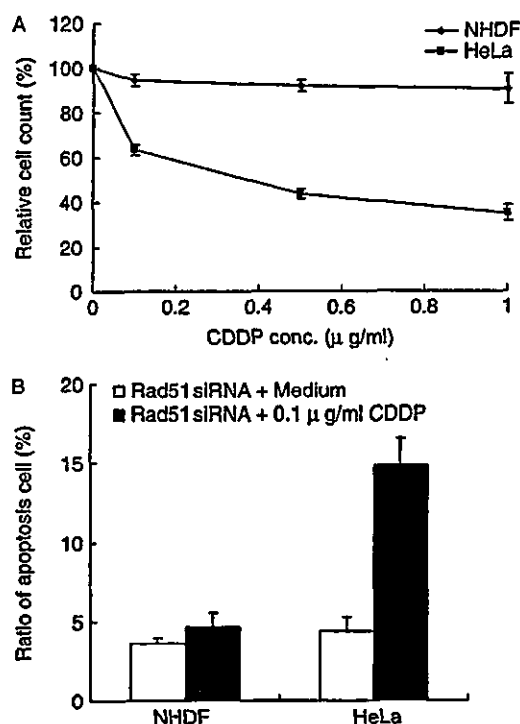 A
NHDF
HeLa
120
100
80
60
40
20
0
Relative cell count (%)
0 0.2 0.4 0.6 0.8 1
CDDP conc. (μ g/ml)
B
Rad51siRNA + Medium
Rad51siRNA + 0.1 μ g/ml CDDP
20
15
10
5
0
Ratio of apoptosis cell (%)
NHDF HeLa